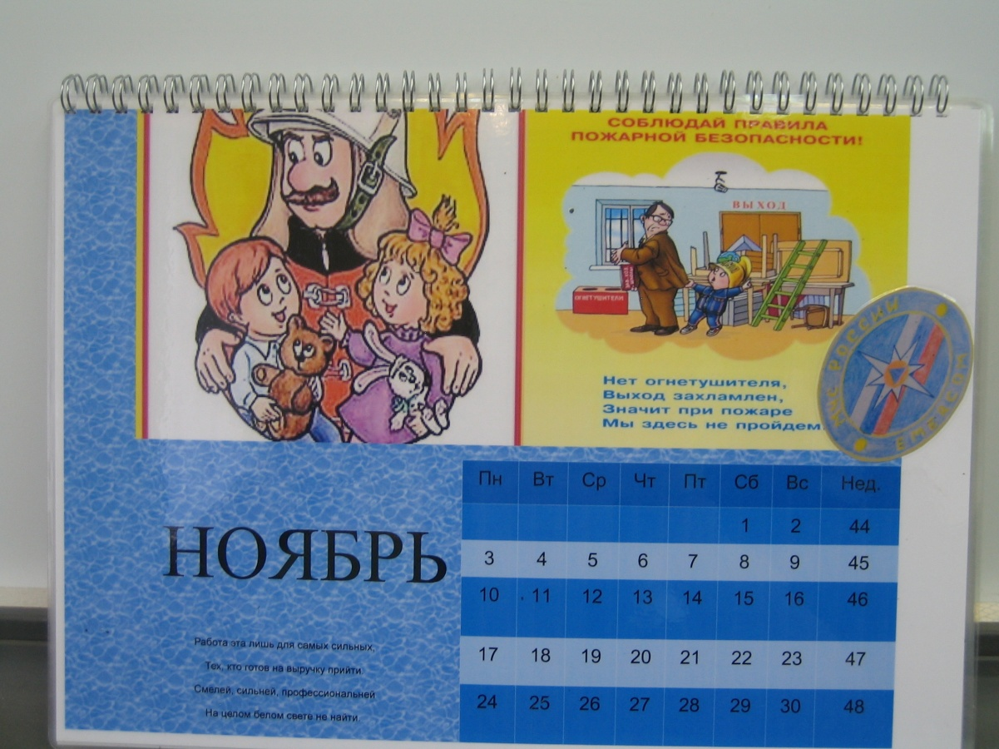 СОБЛЮДАЙ ПРАВИЛА
ПОЖАРНОЙ БЕЗОПАСНОСТИ!
ВЫХОД
ОГНЕТУШИТЕЛИ
Нет огнетушителя,
Выход захламлен,
Значит при пожаре
Мы здесь не пройдем
РОССИИ
EMERCOM
НОЯБРЬ
Работа эта лишь для самых сильных,
Тех, кто готов на выручку прийти
Смелей, сильней, профессиональней
На целом белом свете не найти.
Пн Вт Ср Чт Пт Сб Вс Нед.
1 2 44
3 4 5 6 7 8 9 45
10 11 12 13 14 15 16 46
17 18 19 20 21 22 23 47
24 25 26 27 28 29 30 48